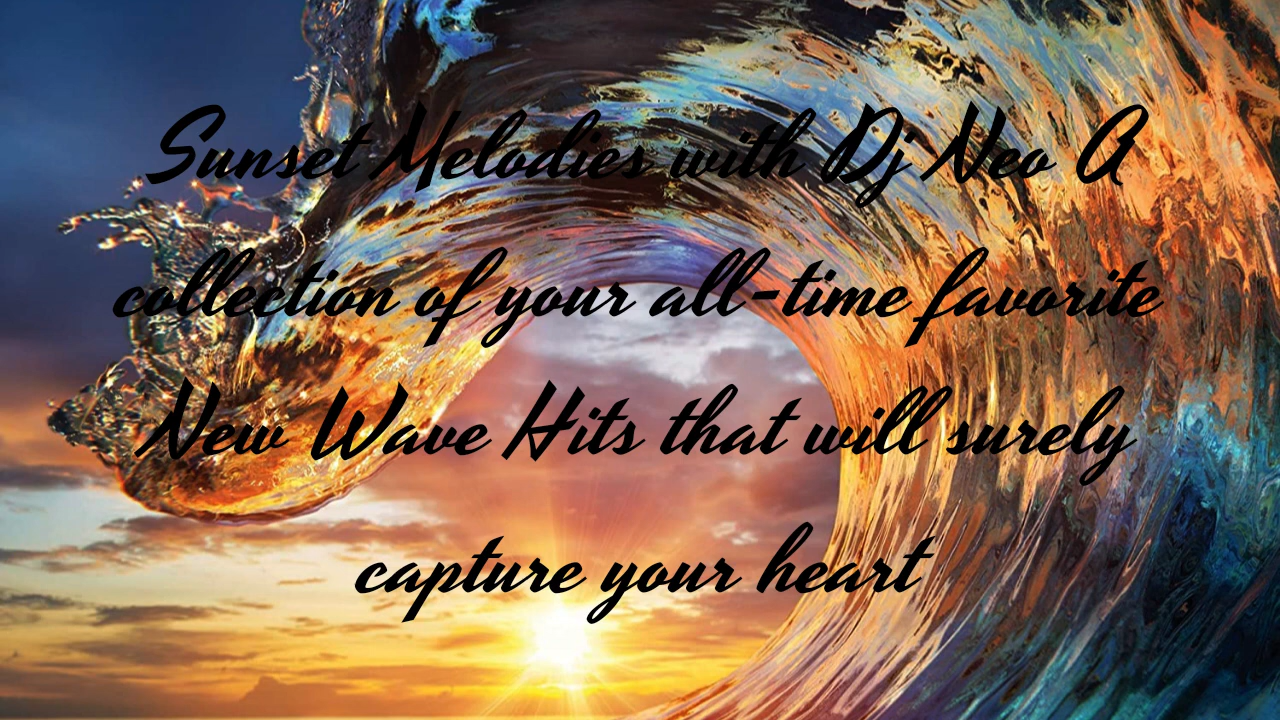 Sunset Melodies with Dj Neo A
collection of your all-time favorite
New Wave Hits that will surely
capture your heart